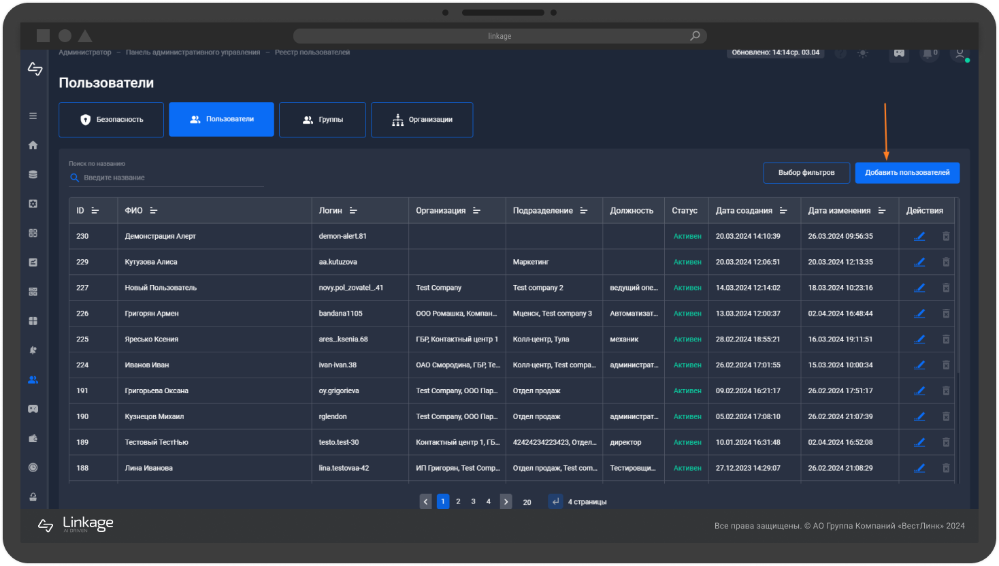 linkage
Администратор – Панель административного управления – Реестр пользователей
Обновлено: 14:14ср. 03.04
0
Пользователи
Безопасность Пользователи Группы Организации
Поиск по названию
Введите название
Выбор фильтров Добавить пользователей
ID ФИО Логин Организация Подразделение Должность Статус Дата создания Дата изменения Действия
230 Демонстрация Алерт demon-alert.81 Активен 20.03.2024 14:10:39 26.03.2024 09:56:35
229 Кутузова Алиса aa.kutuzova Маркетинг Активен 20.03.2024 12:06:51 20.03.2024 12:13:35
227 Новый Пользователь novy.pol_zovatel_.41 Test Company Test company 2 ведущий опе... Активен 14.03.2024 12:14:02 18.03.2024 10:23:16
226 Григорян Армен bandana1105 ООО Ромашка, Компан... Мценск, Test company 3 Автоматизат... Активен 13.03.2024 12:00:37 02.04.2024 16:48:44
225 Яресько Ксения ares_.ksenia.68 ГБР, Контактный центр 1 Колл-центр, Тула механик Активен 28.02.2024 18:55:21 16.03.2024 19:11:51
224 Иванов Иван ivan-ivan.38 ОАО Смородина, ГБР, Te... Колл-центр, Test compa... администрат... Активен 26.02.2024 17:01:55 15.03.2024 10:00:34
191 Григорьева Оксана oy.grigorieva Test Company, ООО Пар... Отдел продаж Активен 09.02.2024 16:21:17 26.02.2024 17:51:17
190 Кузнецов Михаил rglendon Test Company, ООО Пар... Отдел продаж администрат... Активен 05.02.2024 17:08:10 26.02.2024 21:07:39
189 Тестовый ТестНью testo.test-30 Контактный центр 1, ГБ... 42424234223423, Отдел... директор Активен 10.01.2024 16:31:48 02.04.2024 16:52:08
188 Лина Иванова lina.testovaa-42 ИП Григорян, Test Comp... Отдел продаж, Test com... Тестировщи... Активен 27.12.2023 14:29:07 26.02.2024 21:08:29
1 2 3 4 20 4 страницы
Linkage
AI DRIVEN
Все права защищены. © АО Группа Компаний «ВестЛинк» 2024